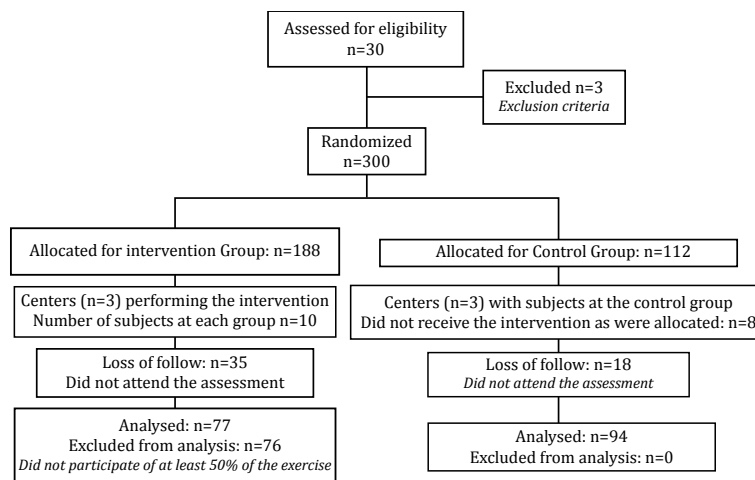 Assessed for eligibility
n=30
Excluded n=3
Exclusion criteria
Randomized
n=300
Allocated for intervention Group: n=188
Allocated for Control Group: n=112
Centers (n=3) performing the intervention
Number of subjects at each group n=10
Centers (n=3) with subjects at the control group
Did not receive the intervention as were allocated: n=8
Loss of follow: n=35
Did not attend the assessment
Loss of follow: n=18
Did not attend the assessment
Analysed: n=77
Excluded from analysis: n=76
Did not participate of at least 50% of the exercise
Analysed: n=94
Excluded from analysis: n=0